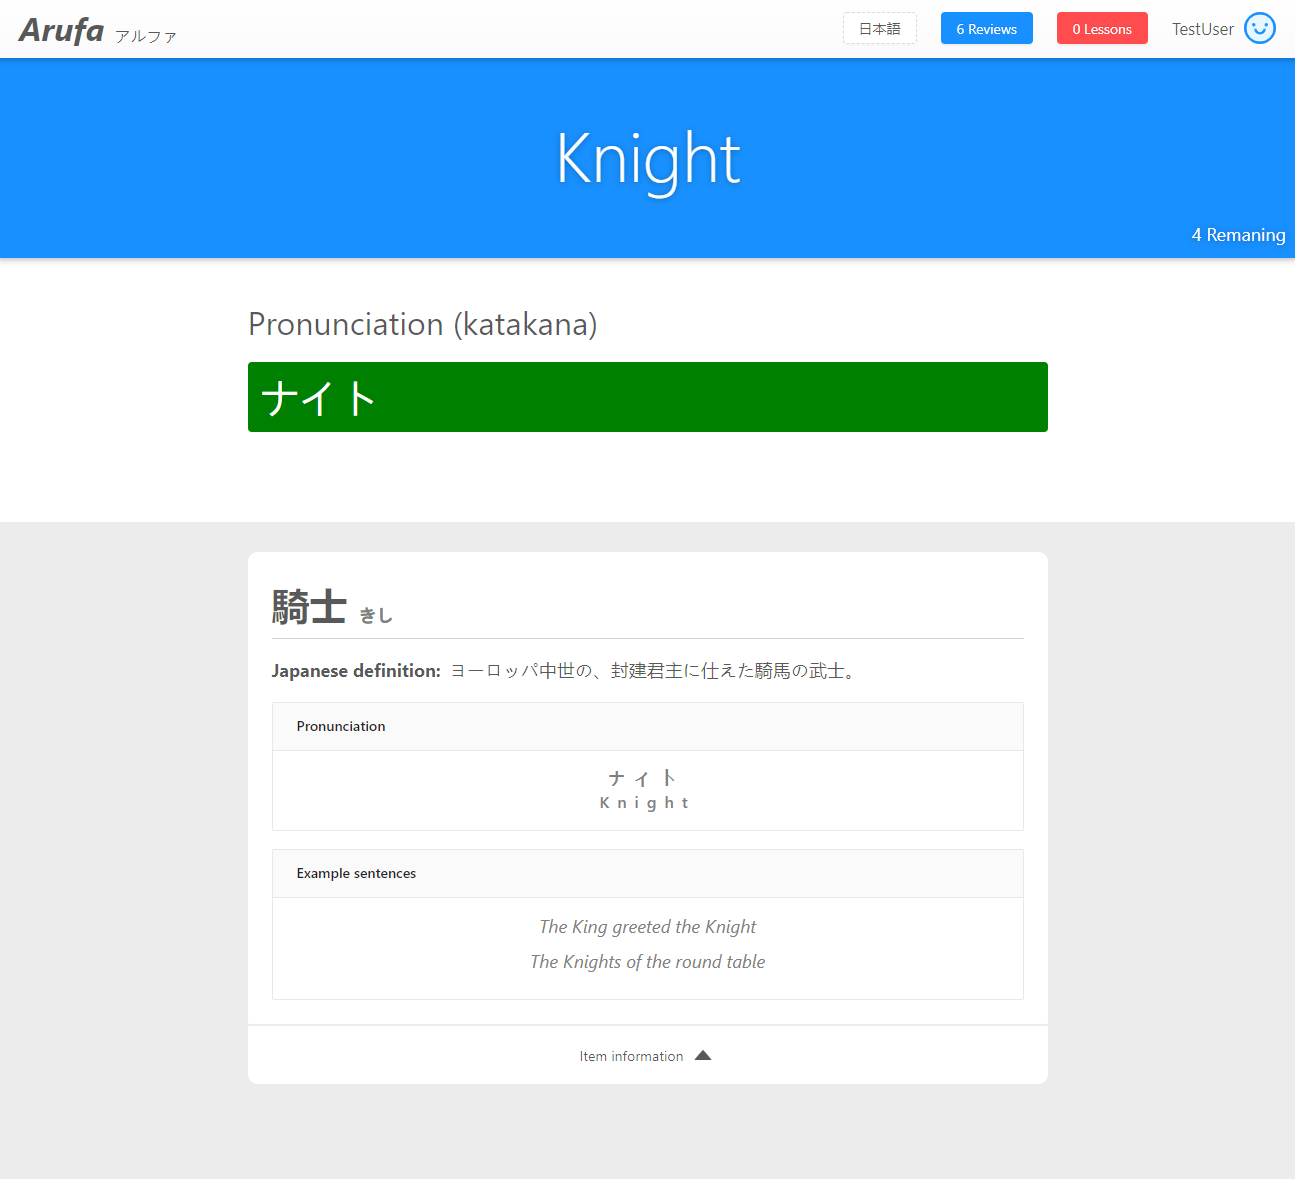 Arufa アルファ 日本語 6 Reviews 0 Lessons TestUser
Knight
4 Remaning
Pronunciation (katakana)
ナイト
騎士 きし
Japanese definition: ヨーロッパ中世の、封建君主に仕えた騎馬の武士。
Pronunciation
ナイト
Knight
Example sentences
The King greeted the Knight
The Knights of the round table
Item information